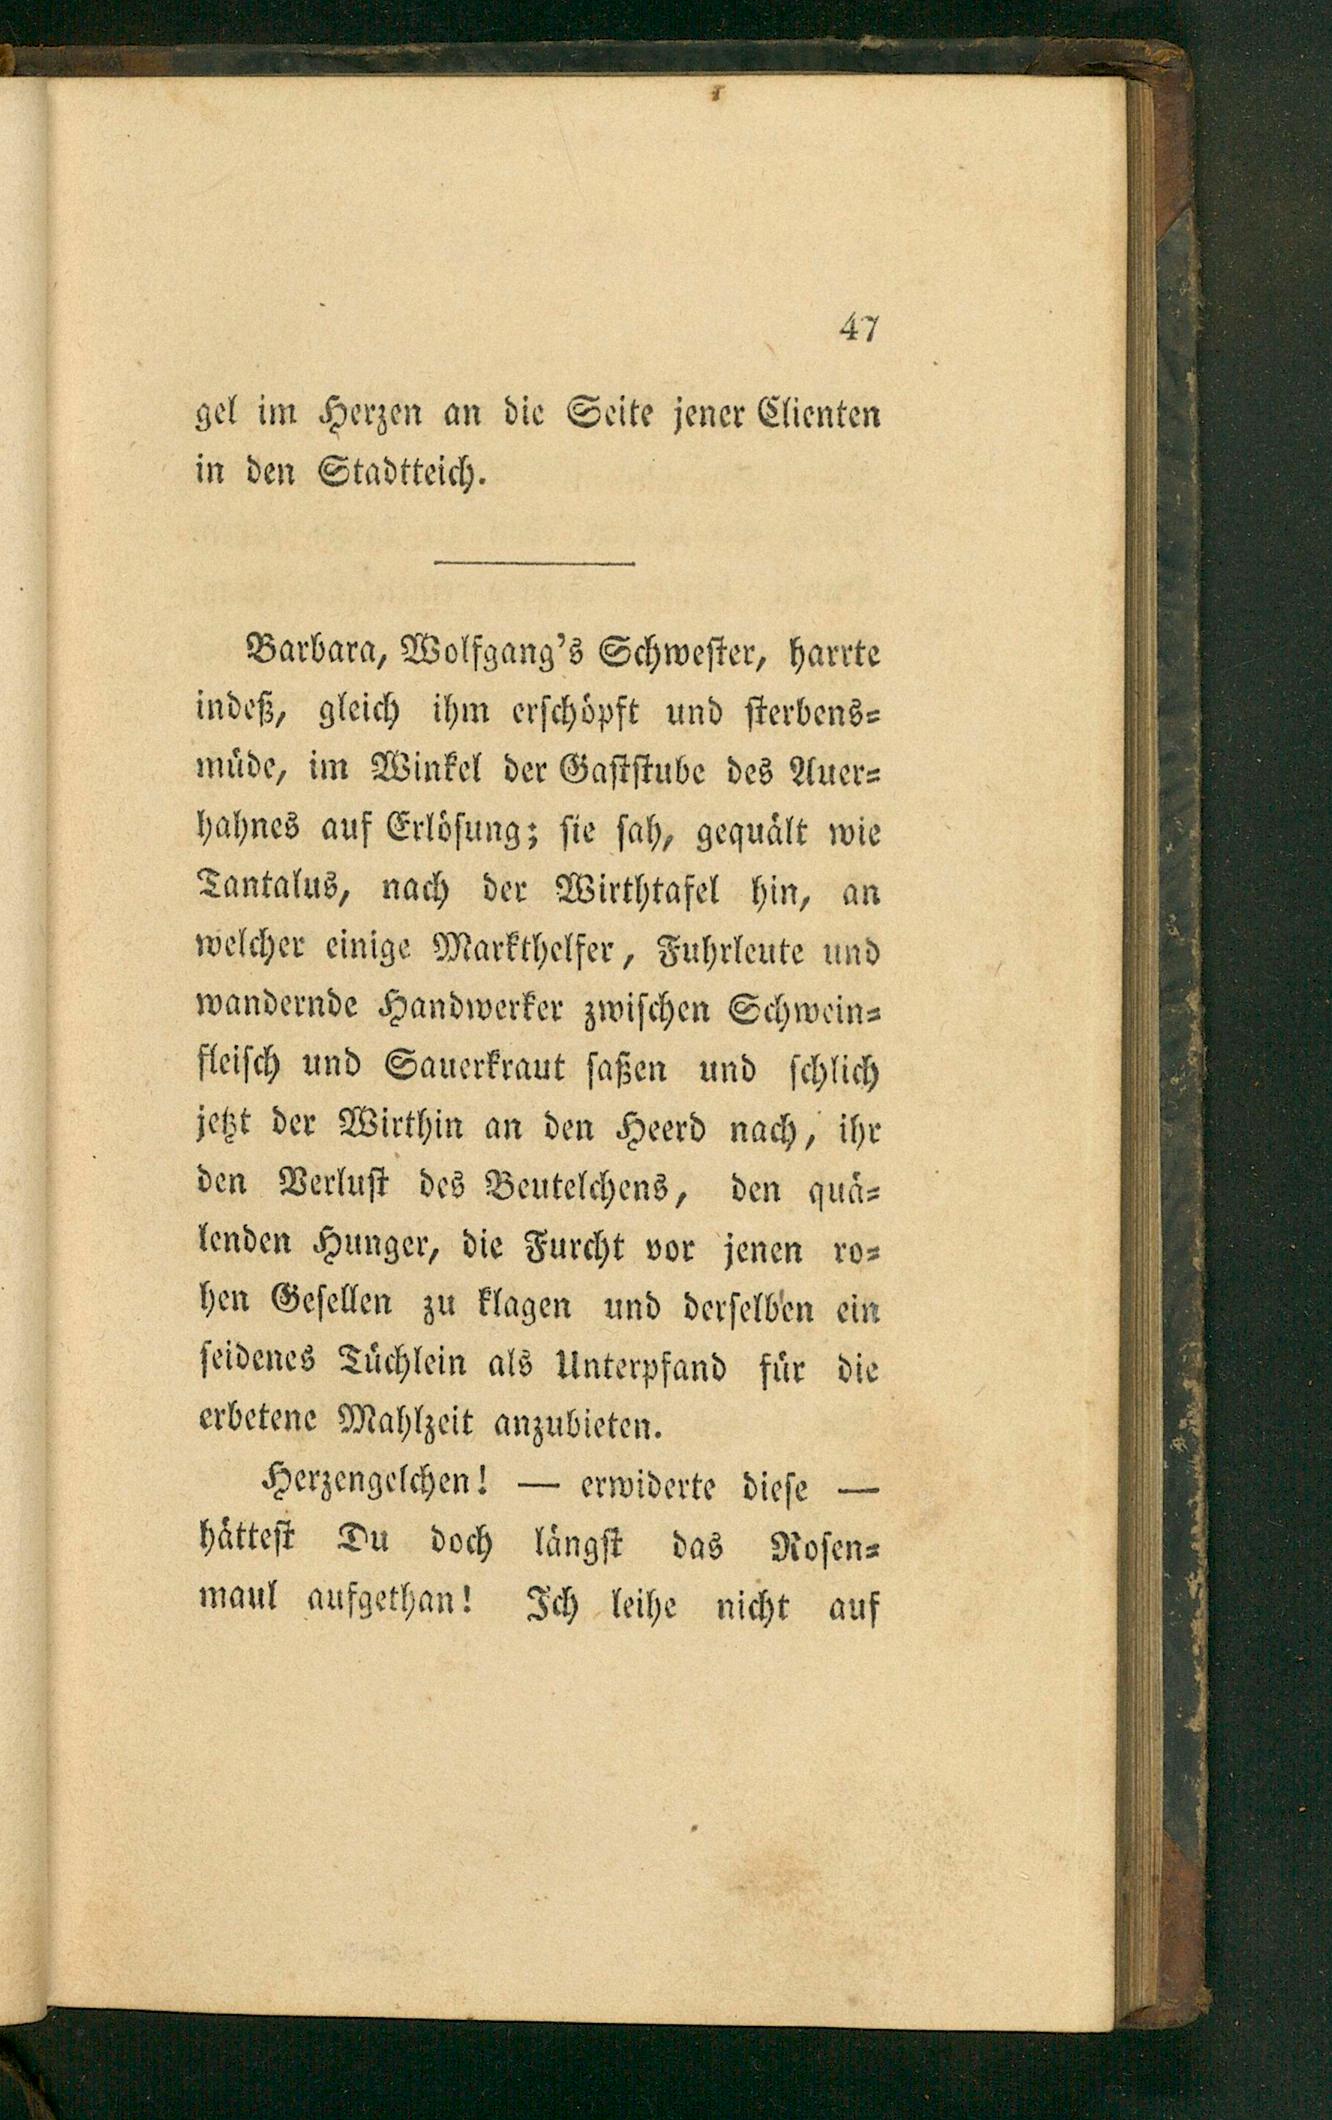 47
gel im Herzen an die Seite jener Clienten
in den Stadtteich.
Barbara, Wolfgang's Schwester, harrte
indeß, gleich ihm erschöpft und sterbens=
müde, im Winkel der Gaststube des Auer=
hahnes auf Erlösung; sie sah, gequält wie
Tantalus, nach der Wirthtafel hin, an
welcher einige Markthelfer, Fuhrleute und
wandernde Handwerker zwischen Schwein=
fleisch und Sauerkraut saßen und schlich
jetzt der Wirthin an den Heerd nach, ihr
den Verlust des Beutelchens, den quä=
lenden Hunger, die Furcht vor jenen ro=
hen Gesellen zu klagen und derselben ein
seidenes Tüchlein als Unterpfand für die
erbetene Mahlzeit anzubieten.
Herzengelchen! — erwiderte diese —
hättest Du doch längst das Rosen=
maul aufgethan! Ich leihe nicht auf